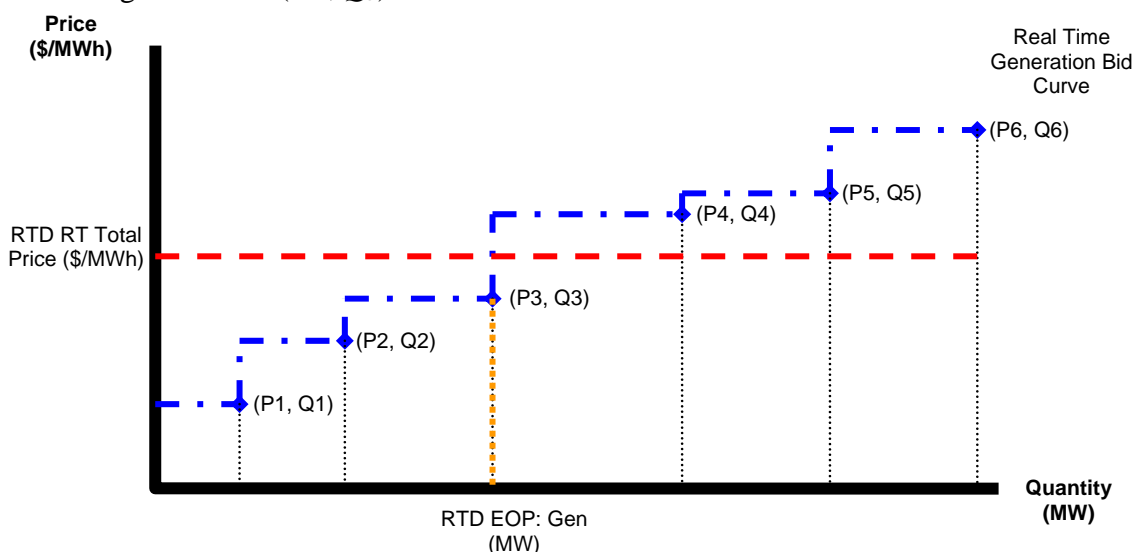 Price
($/MWh)
Real Time
Generation Bid
Curve
(P6, Q6)
(P5, Q5)
(P4, Q4)
RTD RT Total
Price ($/MWh)
(P3, Q3)
(P2, Q2)
(P1, Q1)
Quantity
(MW)
RTD EOP: Gen
(MW)